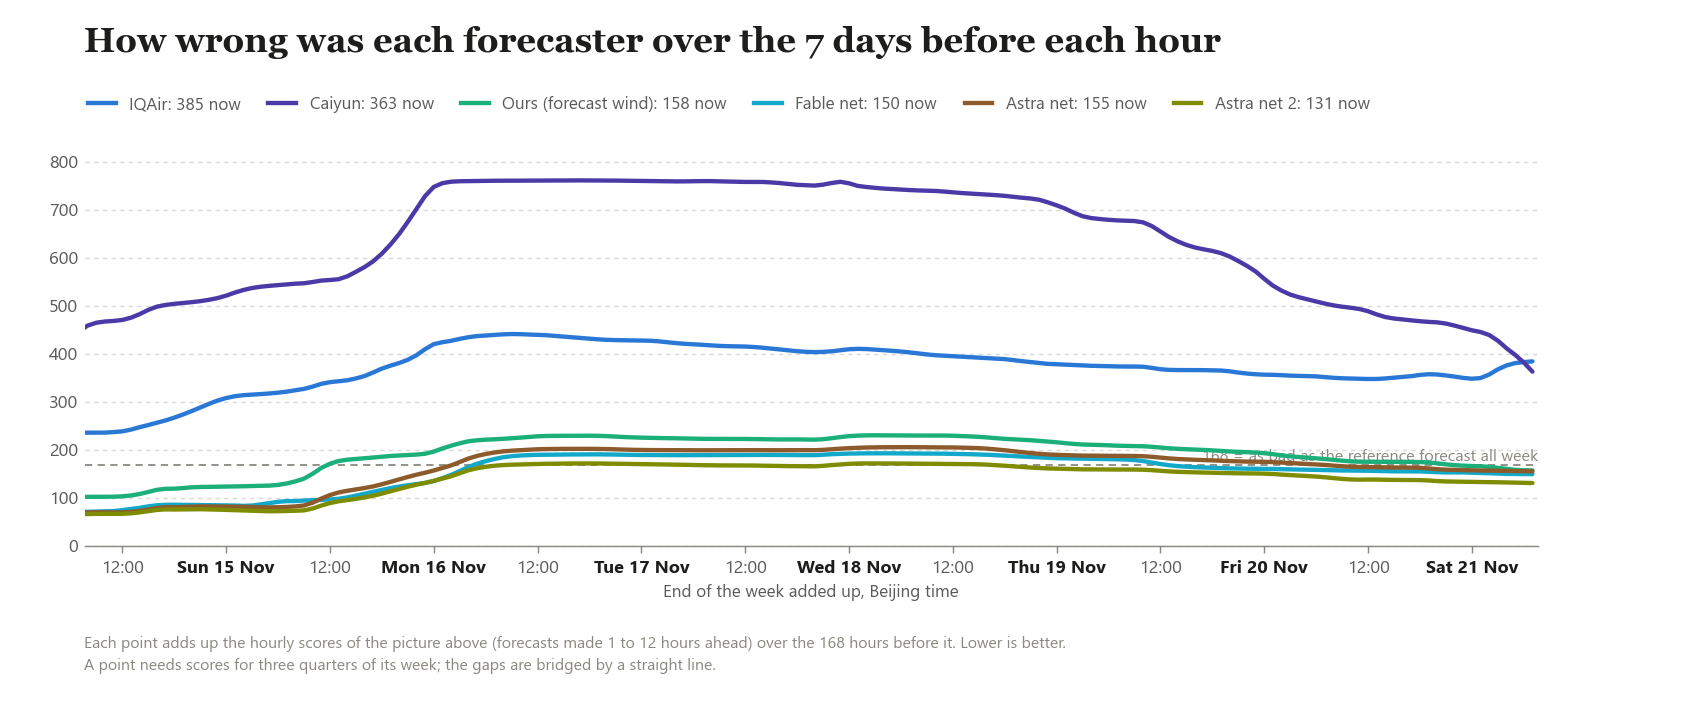 How wrong was each forecaster over the 7 days before each hour
IQAir: 385 now Caiyun: 363 now Ours (forecast wind): 158 now Fable net: 150 now Astra net: 155 now Astra net 2: 131 now
800
700
600
500
400
300
200
as bad as the reference forecast all week
100
0
12:00 Sun 15 Nov 12:00 Mon 16 Nov 12:00 Tue 17 Nov 12:00 Wed 18 Nov 12:00 Thu 19 Nov 12:00 Fri 20 Nov 12:00 Sat 21 Nov
End of the week added up, Beijing time
Each point adds up the hourly scores of the picture above (forecasts made 1 to 12 hours ahead) over the 168 hours before it. Lower is better.
A point needs scores for three quarters of its week; the gaps are bridged by a straight line.